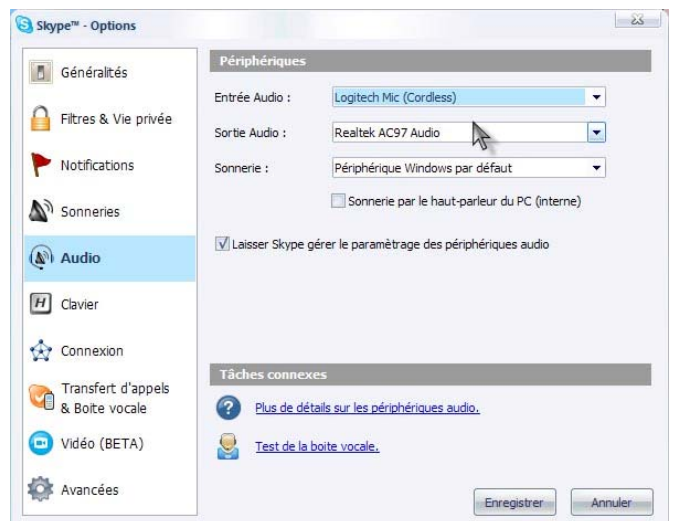 Skype™ - Options
Généralités
Filtres & Vie privée
Notifications
Sonneries
Audio
H Clavier
Connexion
Transfert d'appels
& Boite vocale
Vidéo (BETA)
Avancées
Périphériques
Entrée Audio : Logitech Mic (Cordless)
Sortie Audio : Realtek AC97 Audio
Sonnerie : Périphérique Windows par défaut
Sonnerie par le haut-parleur du PC (interne)
Laisser Skype gérer le paramètrage des périphériques audio
Tâches connexes
? Plus de détails sur les périphériques audio.
Test de la boite vocale.
Enregistrer Annuler